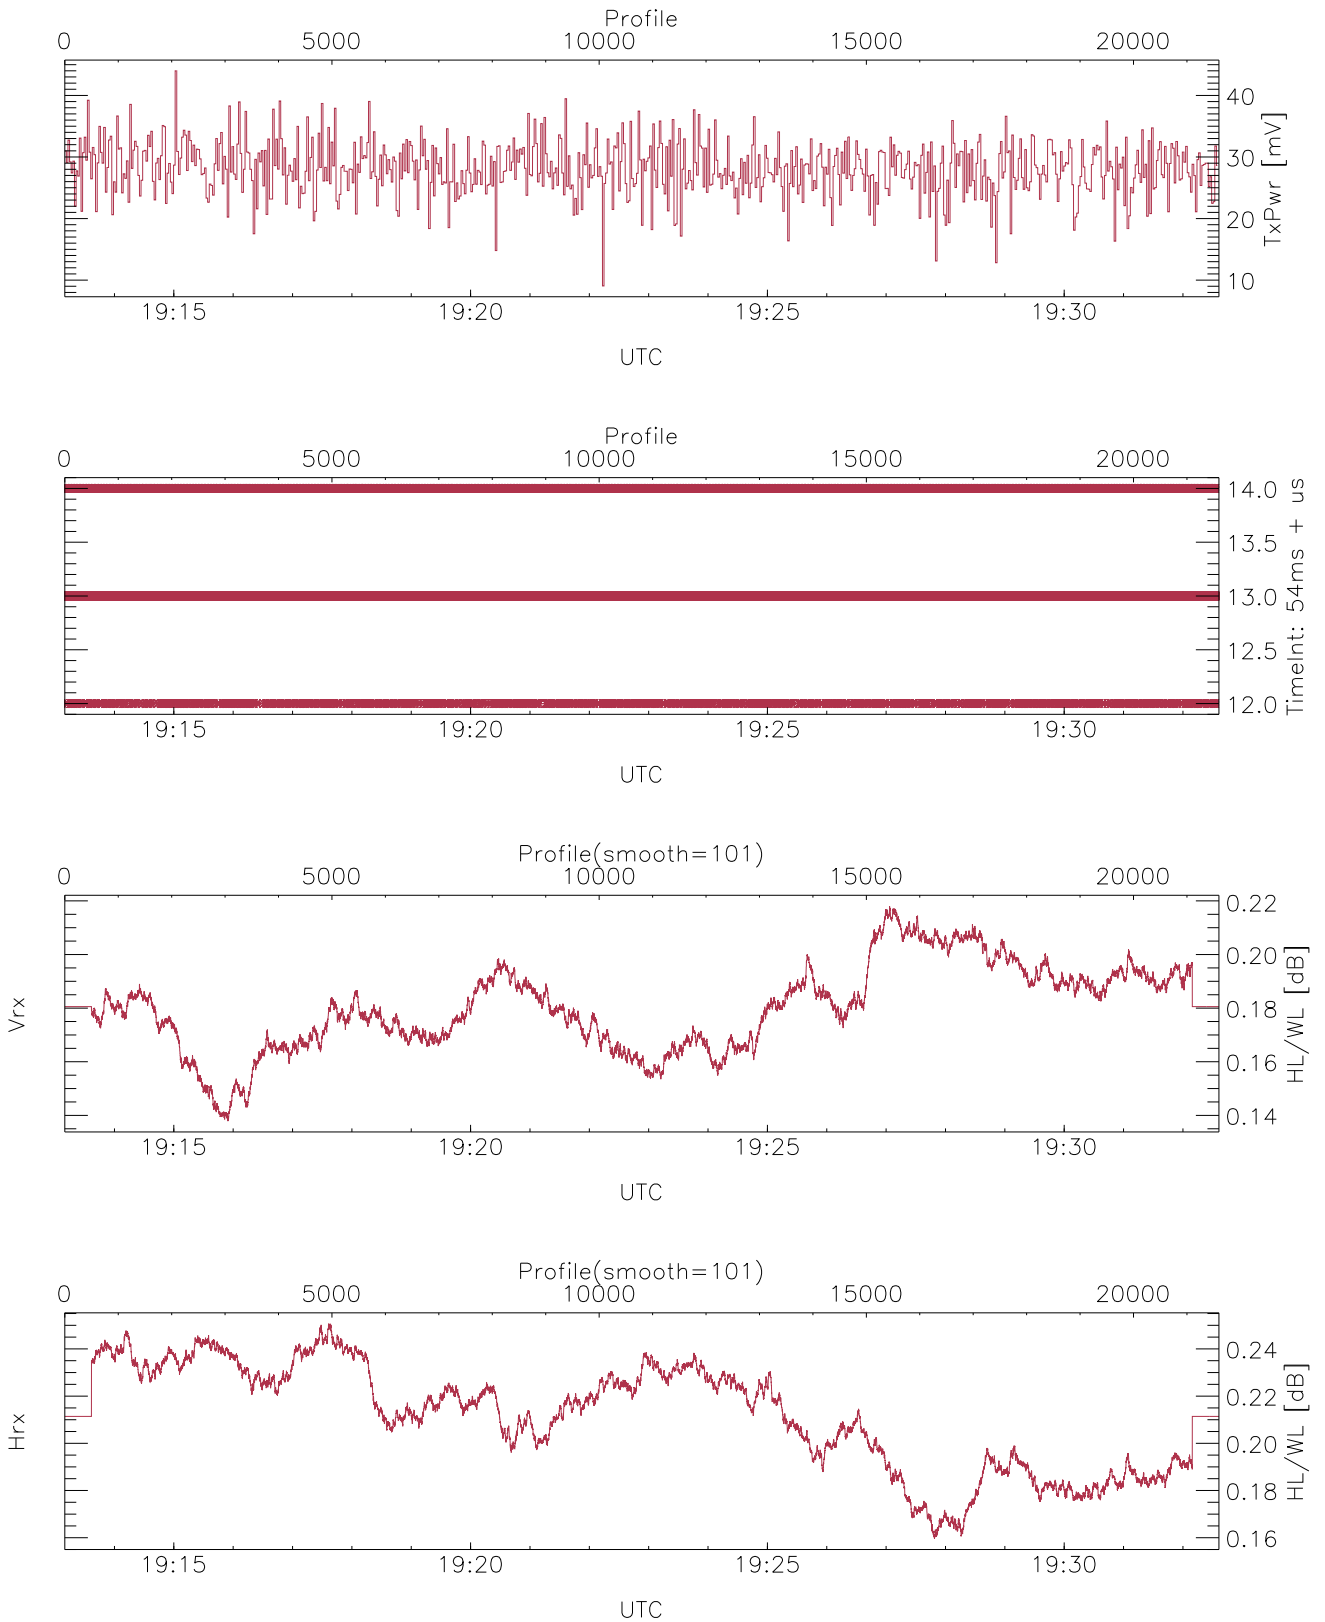 Profile
0 5000 10000 15000 20000
40
30
20
10
TxPwr [mV]
19:15 19:20 19:25 19:30
UTC
Profile
0 5000 10000 15000 20000
14.0
13.5
13.0
12.5
12.0
TimeInt: 54ms + us
19:15 19:20 19:25 19:30
UTC
Profile(smooth=101)
0 5000 10000 15000 20000
Vrx
0.22
0.20
0.18
0.16
0.14
HL/WL [dB]
19:15 19:20 19:25 19:30
UTC
Profile(smooth=101)
0 5000 10000 15000 20000
Hrx
0.24
0.22
0.20
0.18
0.16
HL/WL [dB]
19:15 19:20 19:25 19:30
UTC